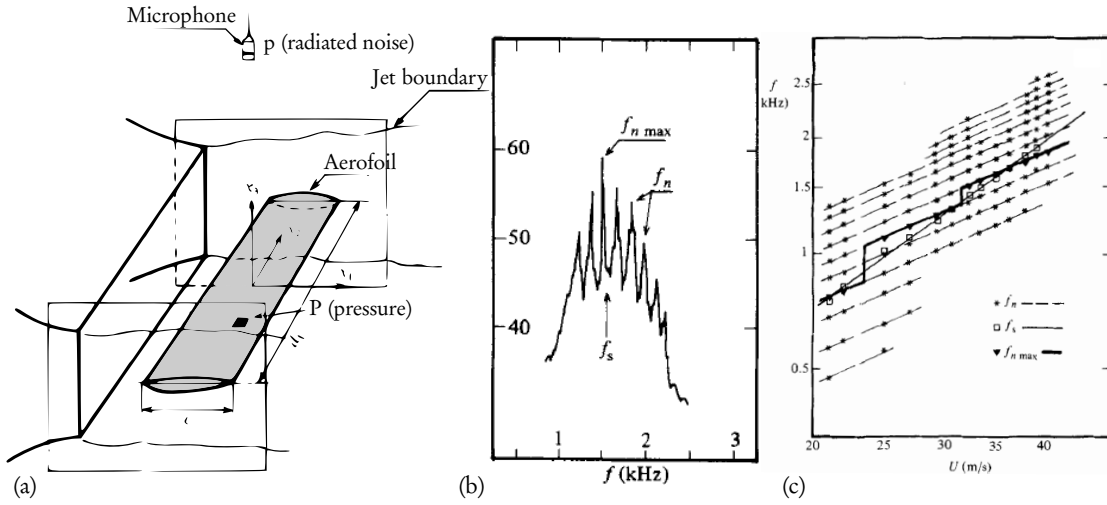 Microphone
p (radiated noise)
Jet boundary
Aerofoil
P (pressure)
(a)
60
50
40
f_n max
f_n
f_s
1
2
3
f (kHz)
(b)
f
kHz)
2.5
2
1.5
1
0.5
f_n
f_s
f_n max
20
25
30
35
40
U (m/s)
(c)